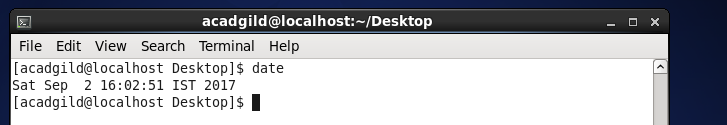 acadgild@localhost:~/Desktop
File Edit View Search Terminal Help
[acadgild@localhost Desktop]$ date
Sat Sep  2 16:02:51 IST 2017
[acadgild@localhost Desktop]$